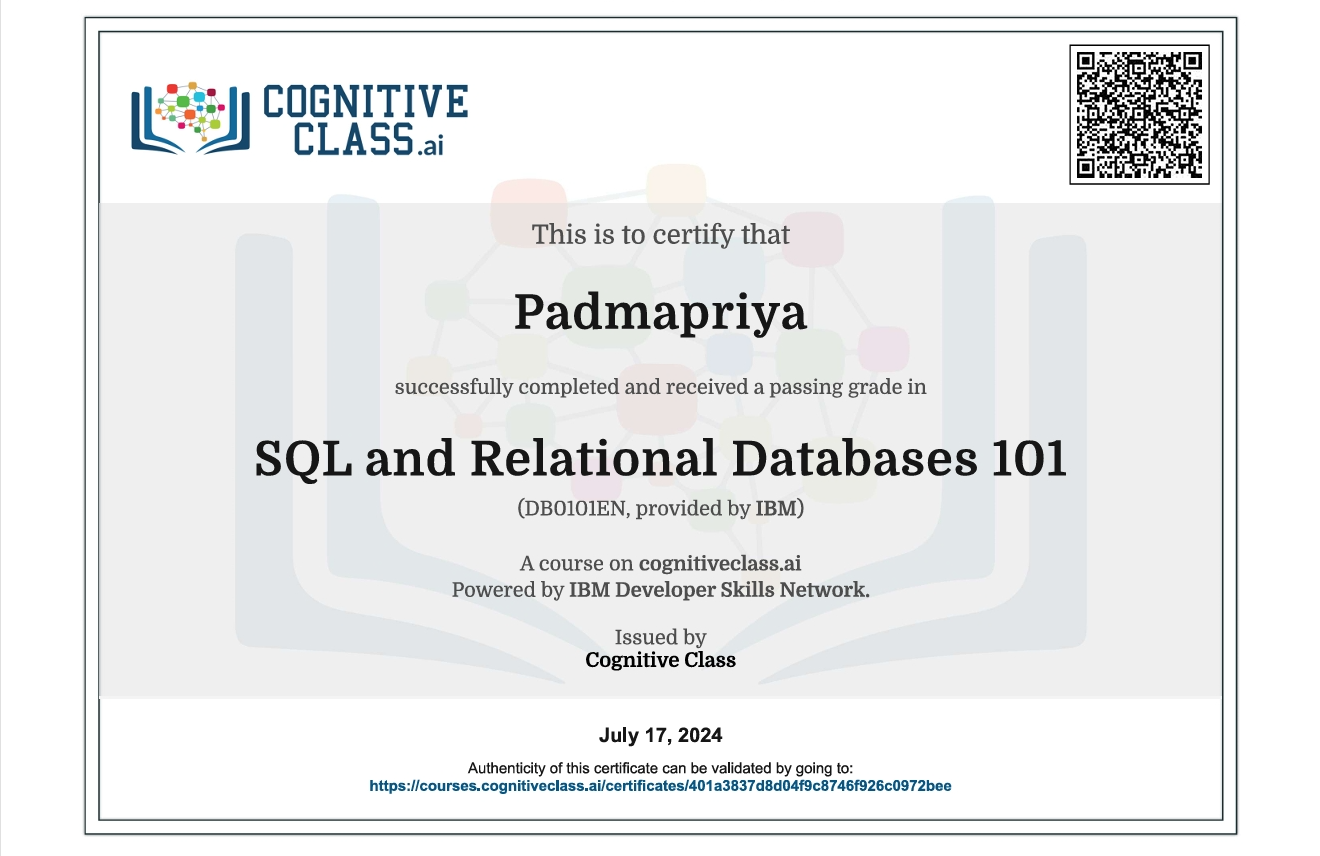 COGNITIVE
CLASS.ai
This is to certify that
Padmapriya
successfully completed and received a passing grade in
SQL and Relational Databases 101
(DB0101EN, provided by IBM)
A course on cognitiveclass.ai
Powered by IBM Developer Skills Network.
Issued by
Cognitive Class
July 17, 2024
Authenticity of this certificate can be validated by going to:
https://courses.cognitiveclass.ai/certificates/401a3837d8d04f9c8746f926c0972bee